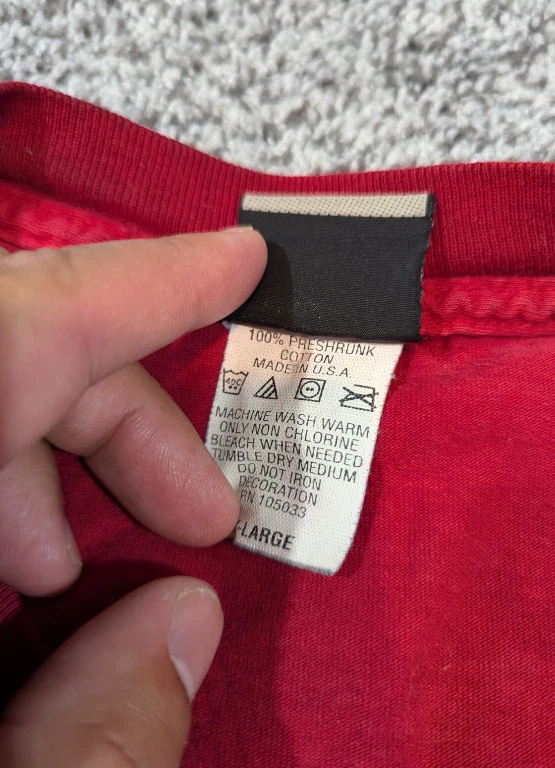 100% PRESHRUNK
COTTON
MADE IN U.S.A.
40C
MACHINE WASH WARM
ONLY NON CHLORINE
BLEACH WHEN NEEDED
TUMBLE DRY MEDIUM
DO NOT IRON
DECORATION
RN 105033
-LARGE